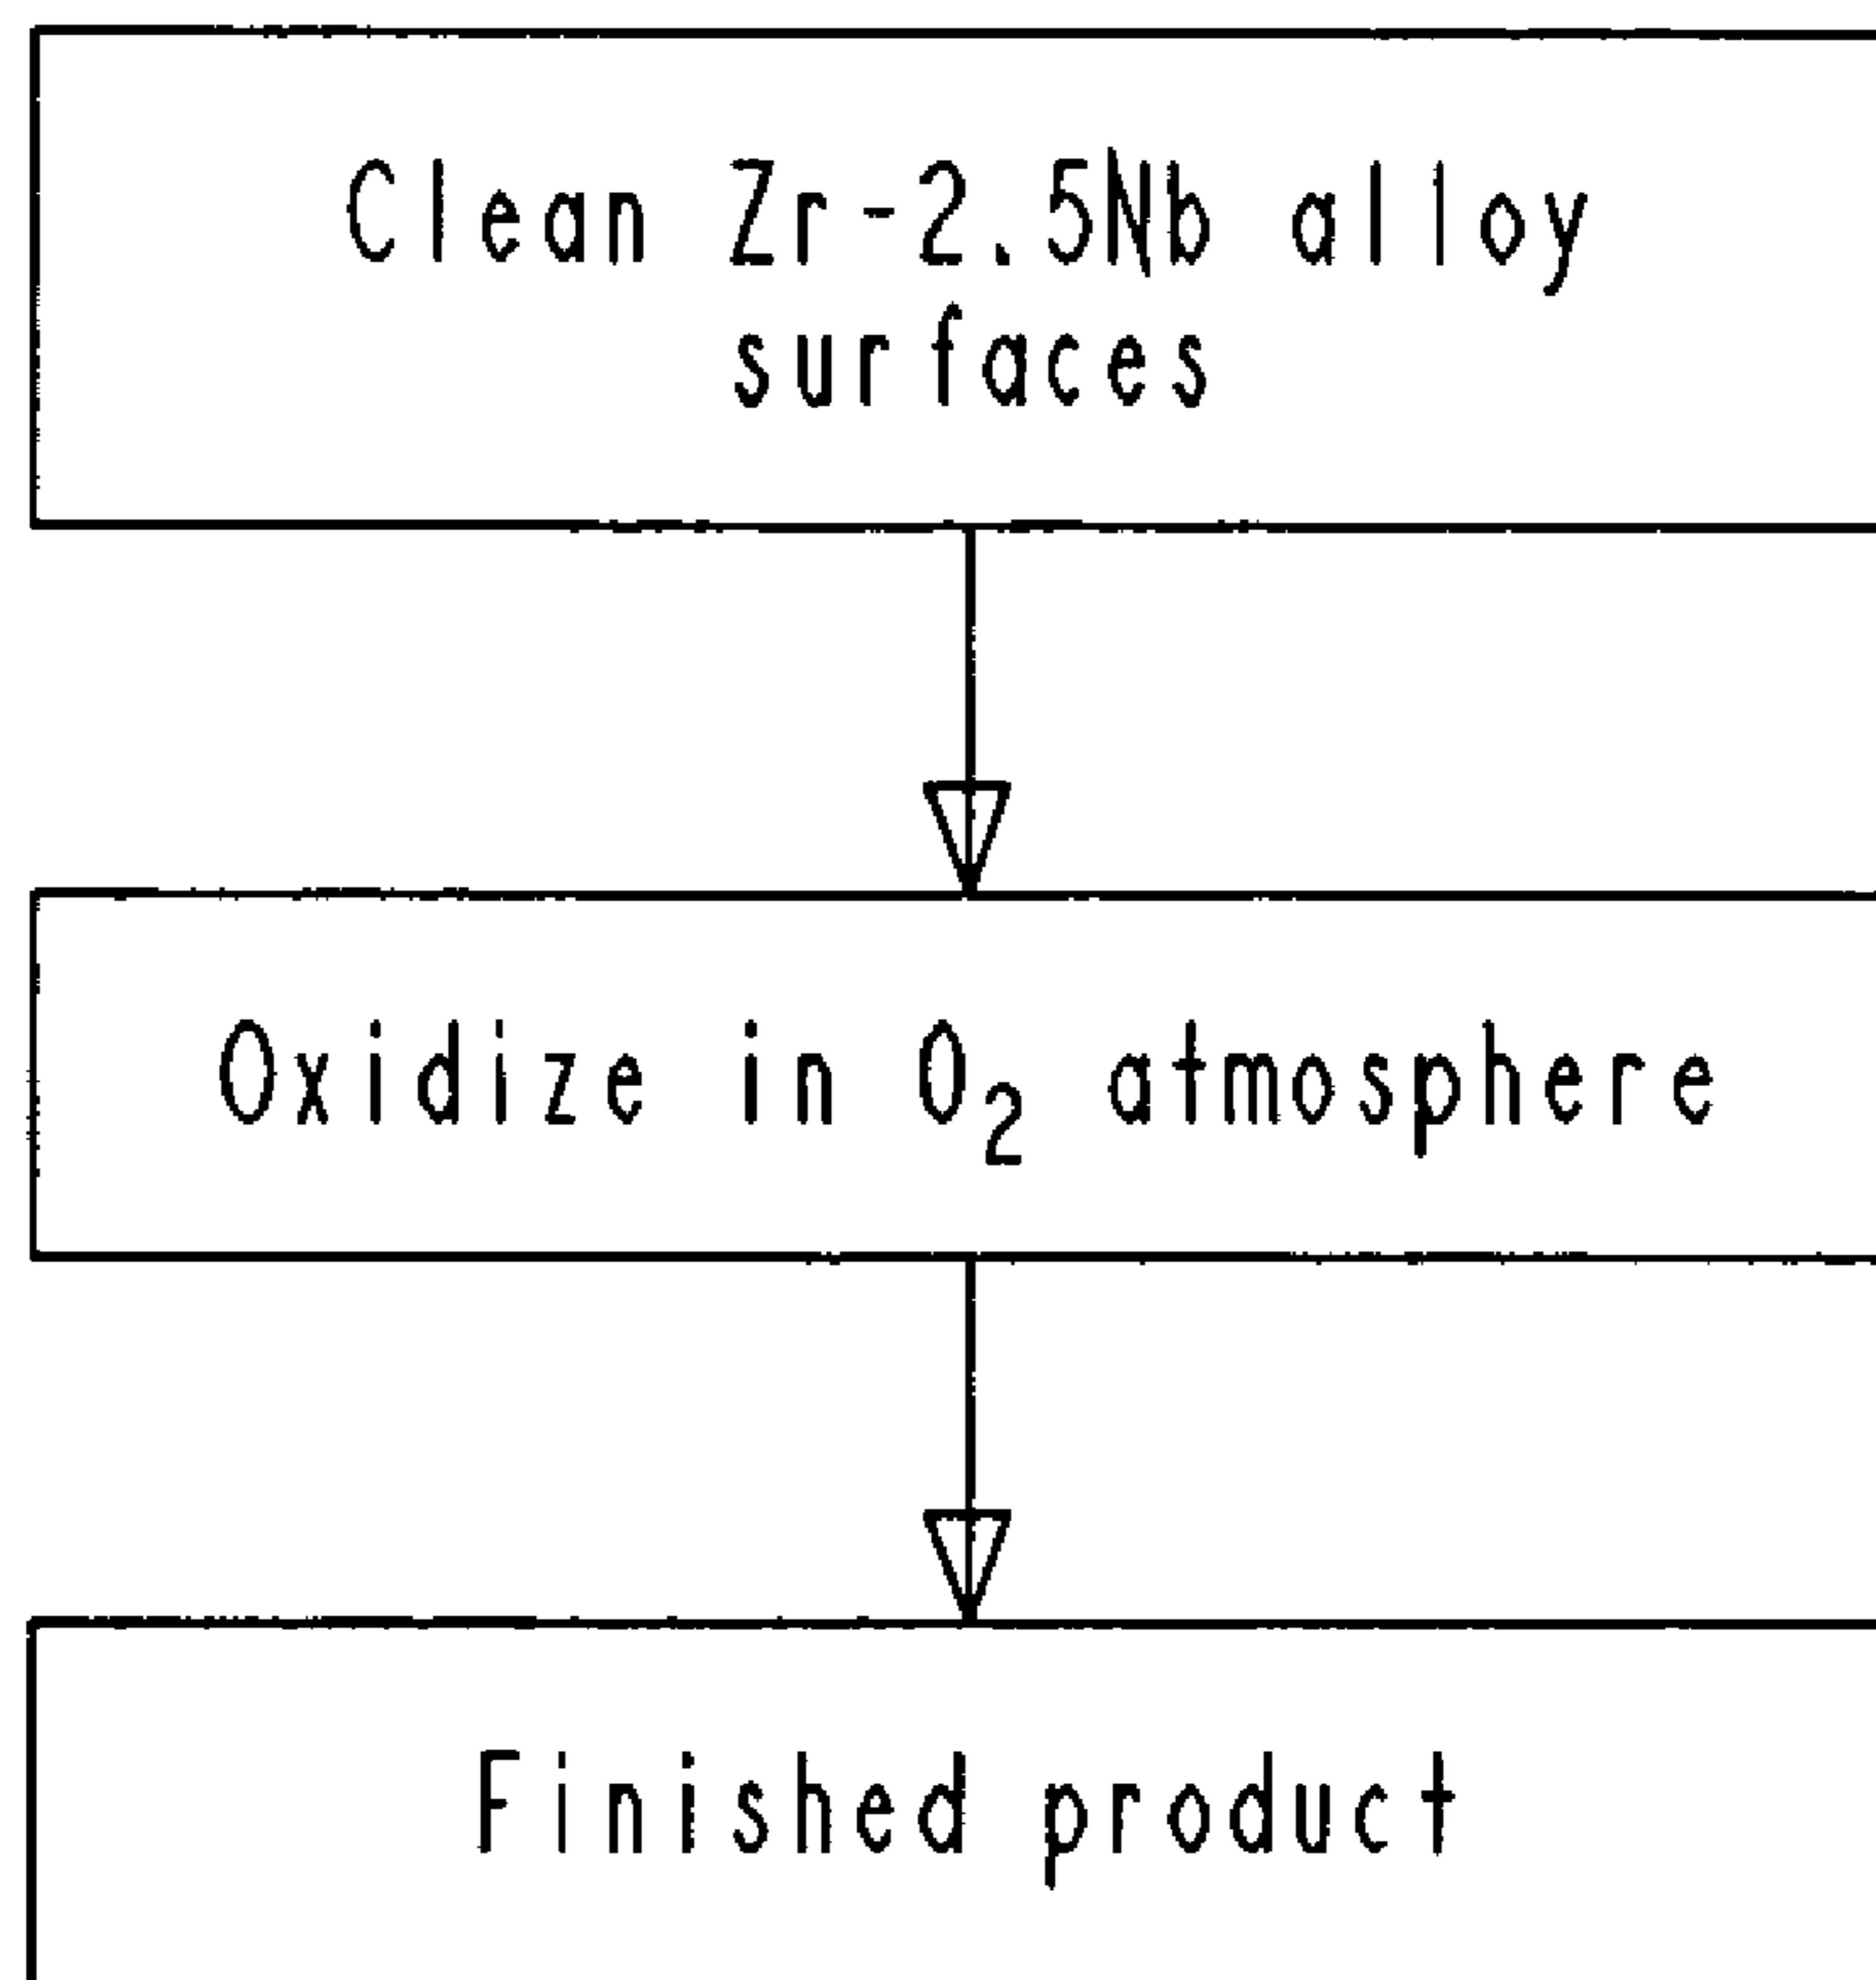 Clean Zr-2.5Nb alloy
surfaces
Oxidize in O₂ atmosphere
Finished product